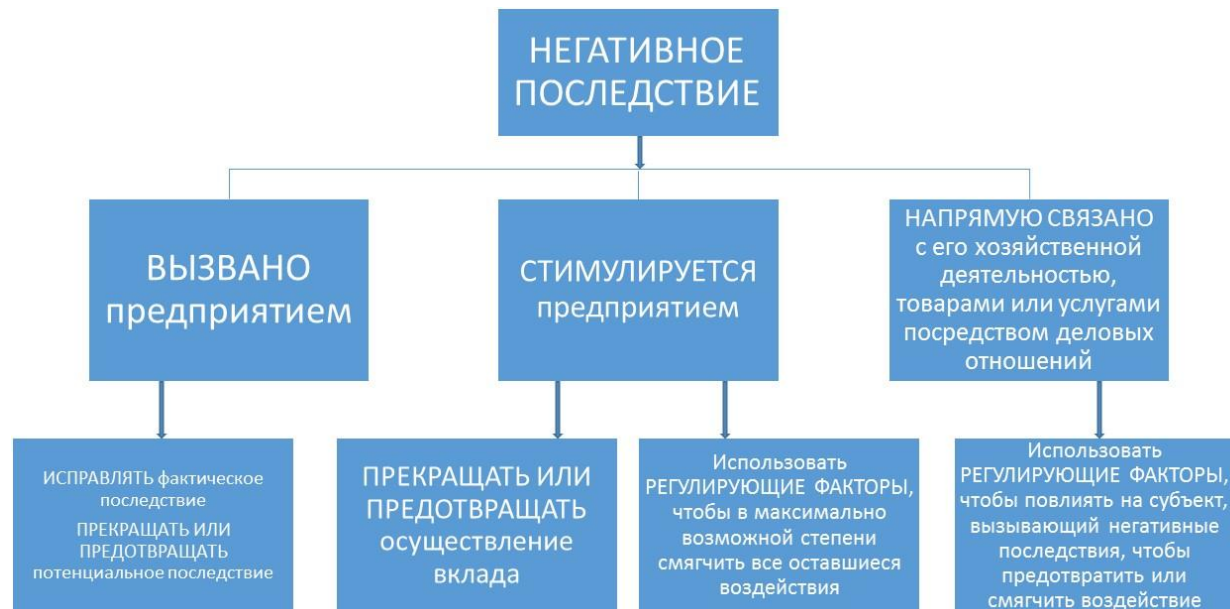 НЕГАТИВНОЕ
ПОСЛЕДСТВИЕ
ВЫЗВАНО
предприятием
СТИМУЛИРУЕТСЯ
предприятием
НАПРЯМУЮ СВЯЗАНО
с его хозяйственной
деятельностью,
товарами или услугами
посредством деловых
отношений
ИСПРАВЛЯТЬ фактическое
последствие
ПРЕКРАЩАТЬ ИЛИ
ПРЕДОТВРАЩАТЬ
потенциальное последствие
ПРЕКРАЩАТЬ ИЛИ
ПРЕДОТВРАЩАТЬ
осуществление
вклада
Использовать
РЕГУЛИРУЮЩИЕ ФАКТОРЫ,
чтобы в максимально
возможной степени
смягчить все оставшиеся
воздействия
Использовать
РЕГУЛИРУЮЩИЕ ФАКТОРЫ,
чтобы повлиять на субъект,
вызывающий негативные
последствия, чтобы
предотвратить или
смягчить воздействие